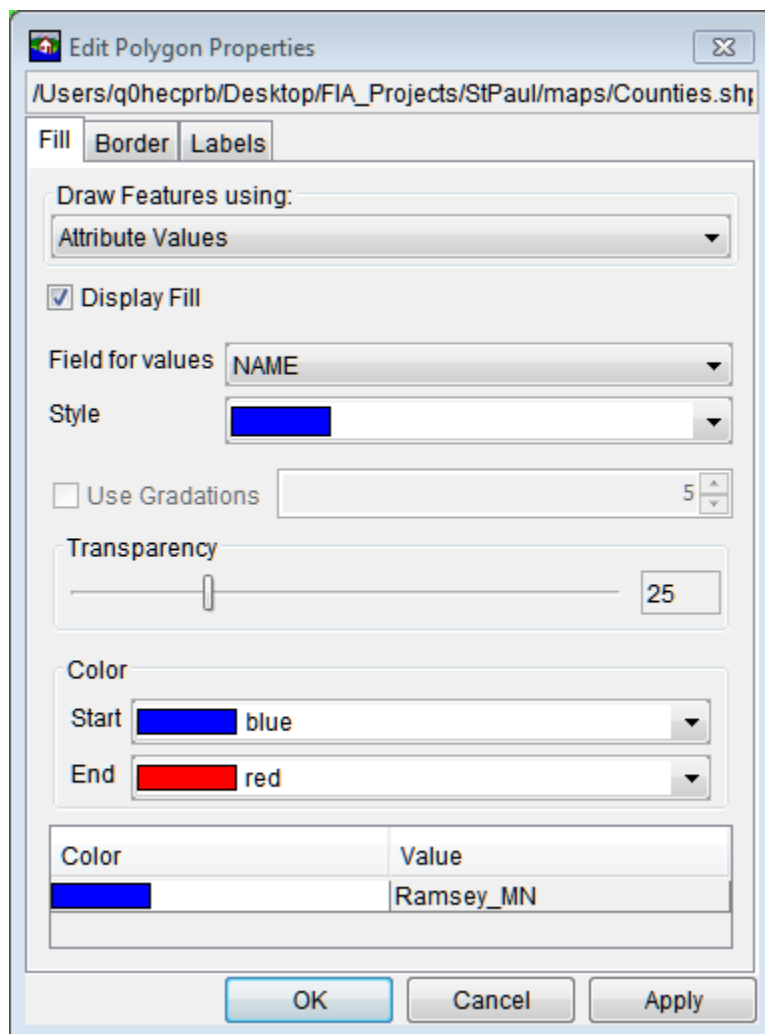 Edit Polygon Properties
/Users/q0hecprb/Desktop/FIA_Projects/StPaul/maps/Counties.shp
Fill Border Labels
Draw Features using:
Attribute Values
Display Fill
Field for values NAME
Style
Use Gradations 5
Transparency
25
Color
Start blue
End red
Color Value
Ramsey_MN
OK Cancel Apply